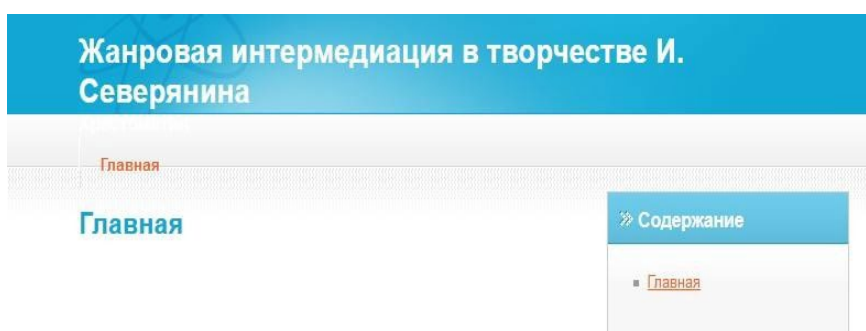 Жанровая интермедиация в творчестве И.
Северянина
Главная
Главная
Содержание
Главная